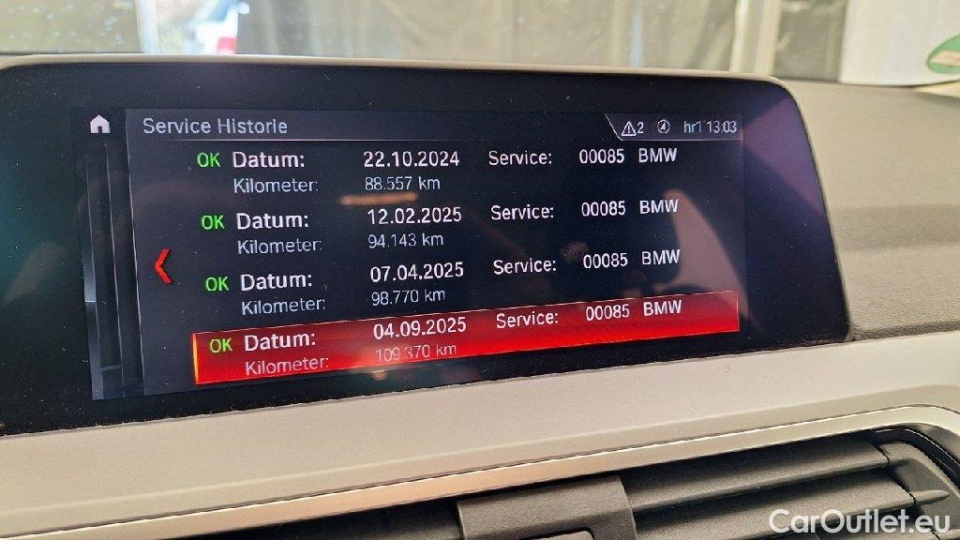 Service Historie
2 hr1 13:03
OK Datum: 22.10.2024 Service: 00085 BMW
Kilometer: 88.557 km
OK Datum: 12.02.2025 Service: 00085 BMW
Kilometer: 94.143 km
OK Datum: 07.04.2025 Service: 00085 BMW
Kilometer: 98.770 km
OK Datum: 04.09.2025 Service: 00085 BMW
Kilometer: 109.370 km
CarOutlet.eu